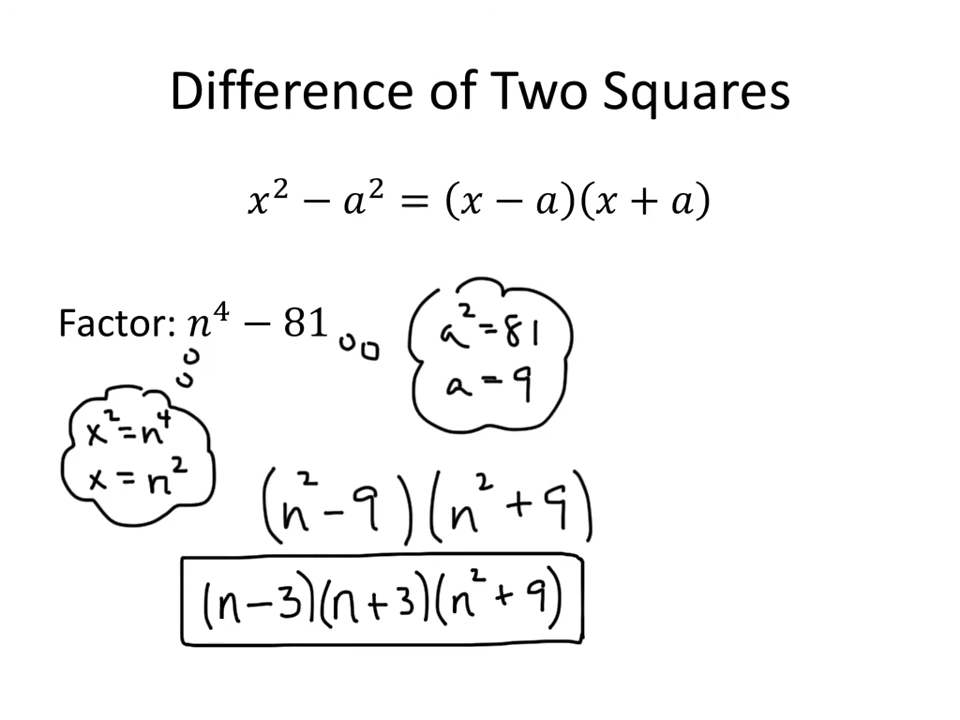 Difference of Two Squares
x² − a² = (x − a)(x + a)
Factor: n⁴ − 81
a² = 81
a = 9
x² = n⁴
x = n²
(n² − 9)(n² + 9)
(n − 3)(n + 3)(n² + 9)